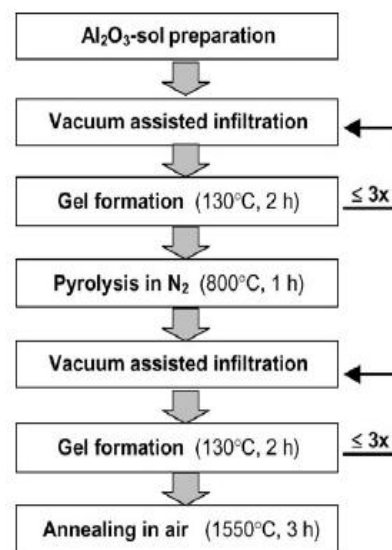 Al₂O₃-sol preparation
Vacuum assisted infiltration
Gel formation (130°C, 2 h)
≤ 3x
Pyrolysis in N₂ (800°C, 1 h)
Vacuum assisted infiltration
Gel formation (130°C, 2 h)
≤ 3x
Annealing in air (1550°C, 3 h)